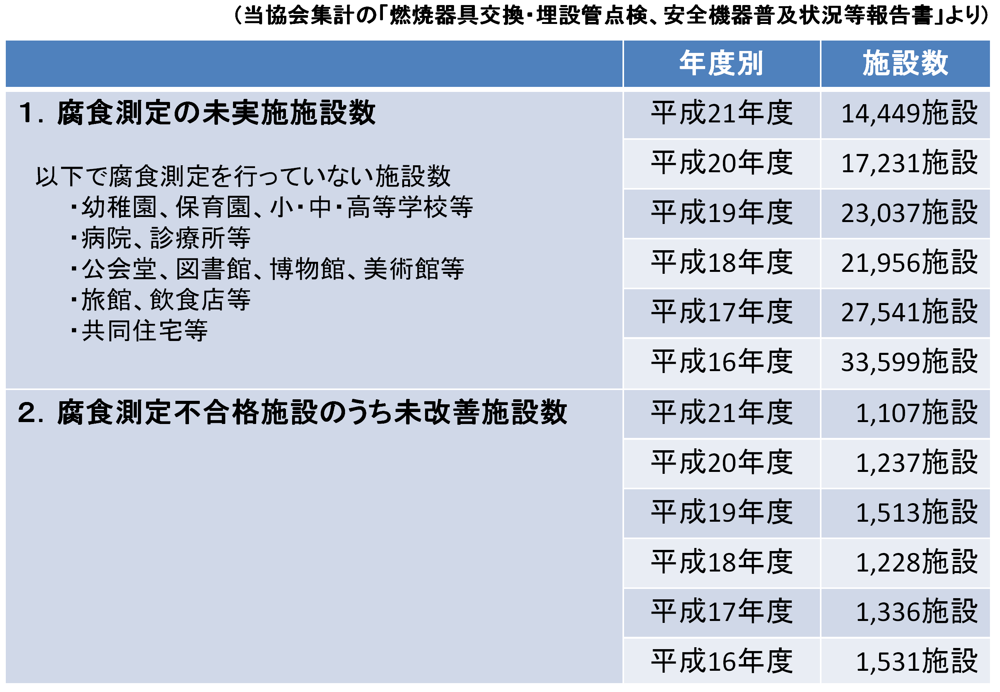 （当協会集計の「燃焼器具交換・埋設管点検、安全機器普及状況等報告書」より）
年度別 施設数
１．腐食測定の未実施施設数
以下で腐食測定を行っていない施設数
・幼稚園、保育園、小・中・高等学校等
・病院、診療所等
・公会堂、図書館、博物館、美術館等
・旅館、飲食店等
・共同住宅等
平成21年度 14,449施設
平成20年度 17,231施設
平成19年度 23,037施設
平成18年度 21,956施設
平成17年度 27,541施設
平成16年度 33,599施設
２．腐食測定不合格施設のうち未改善施設数
平成21年度 1,107施設
平成20年度 1,237施設
平成19年度 1,513施設
平成18年度 1,228施設
平成17年度 1,336施設
平成16年度 1,531施設